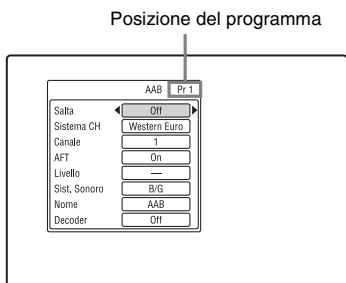 Posizione del programma
AAB Pr 1
Salta Off
Sistema CH Western Euro
Canale 1
AFT On
Livello —
Sist. Sonoro B/G
Nome AAB
Decoder Off